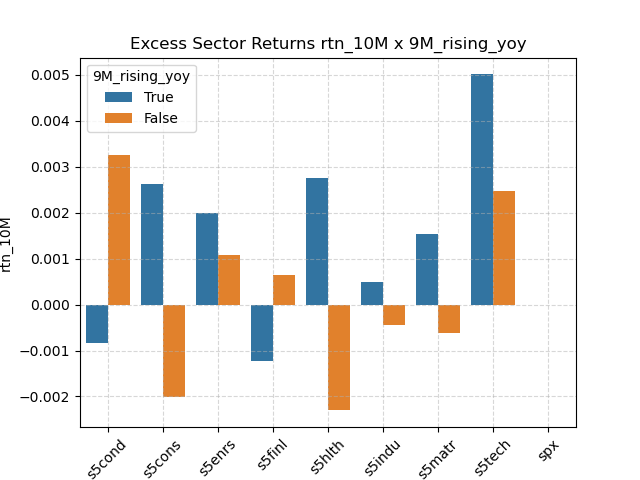 Excess Sector Returns rtn_10M x 9M_rising_yoy
9M_rising_yoy
True
False
rtn_10M
0.005
0.004
0.003
0.002
0.001
0.000
−0.001
−0.002
s5cond
s5cons
s5enrs
s5finl
s5hlth
s5indu
s5matr
s5tech
spx